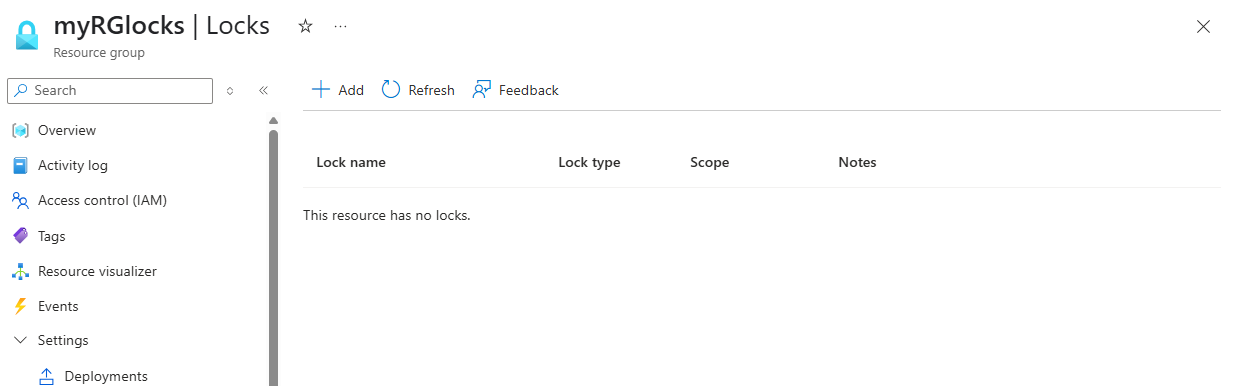 myRGlocks | Locks
Resource group
Search
Overview
Activity log
Access control (IAM)
Tags
Resource visualizer
Events
Settings
Deployments
Add Refresh Feedback
Lock name Lock type Scope Notes
This resource has no locks.